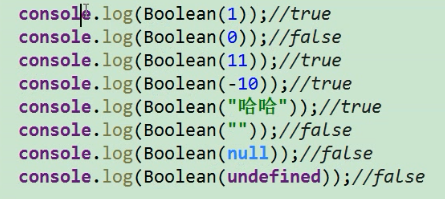 console.log(Boolean(1));//true
console.log(Boolean(0));//false
console.log(Boolean(11));//true
console.log(Boolean(-10));//true
console.log(Boolean("哈哈"));//true
console.log(Boolean(""));//false
console.log(Boolean(null));//false
console.log(Boolean(undefined));//false